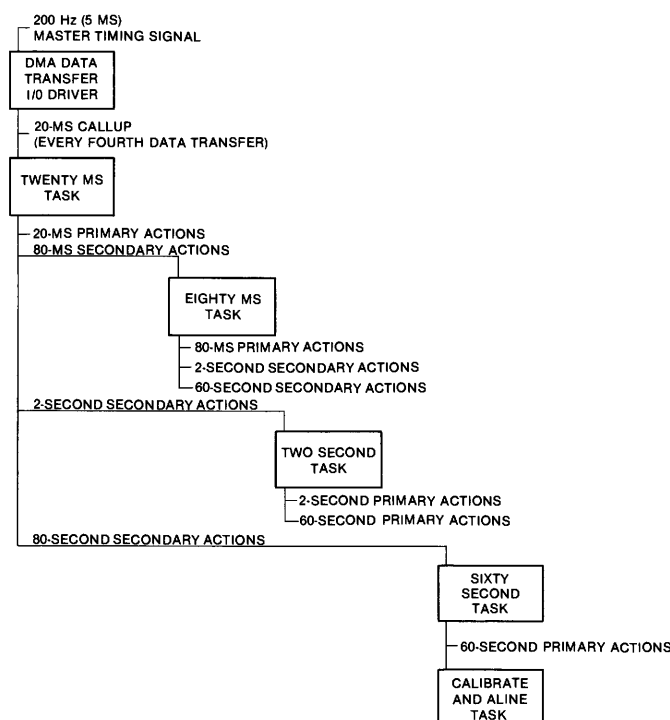 200 Hz (5 MS)
MASTER TIMING SIGNAL
DMA DATA
TRANSFER
I/0 DRIVER
20-MS CALLUP
(EVERY FOURTH DATA TRANSFER)
TWENTY MS
TASK
20-MS PRIMARY ACTIONS
80-MS SECONDARY ACTIONS
EIGHTY MS
TASK
80-MS PRIMARY ACTIONS
2-SECOND SECONDARY ACTIONS
60-SECOND SECONDARY ACTIONS
2-SECOND SECONDARY ACTIONS
TWO SECOND
TASK
2-SECOND PRIMARY ACTIONS
60-SECOND PRIMARY ACTIONS
80-SECOND SECONDARY ACTIONS
SIXTY
SECOND
TASK
60-SECOND PRIMARY ACTIONS
CALIBRATE
AND ALINE
TASK